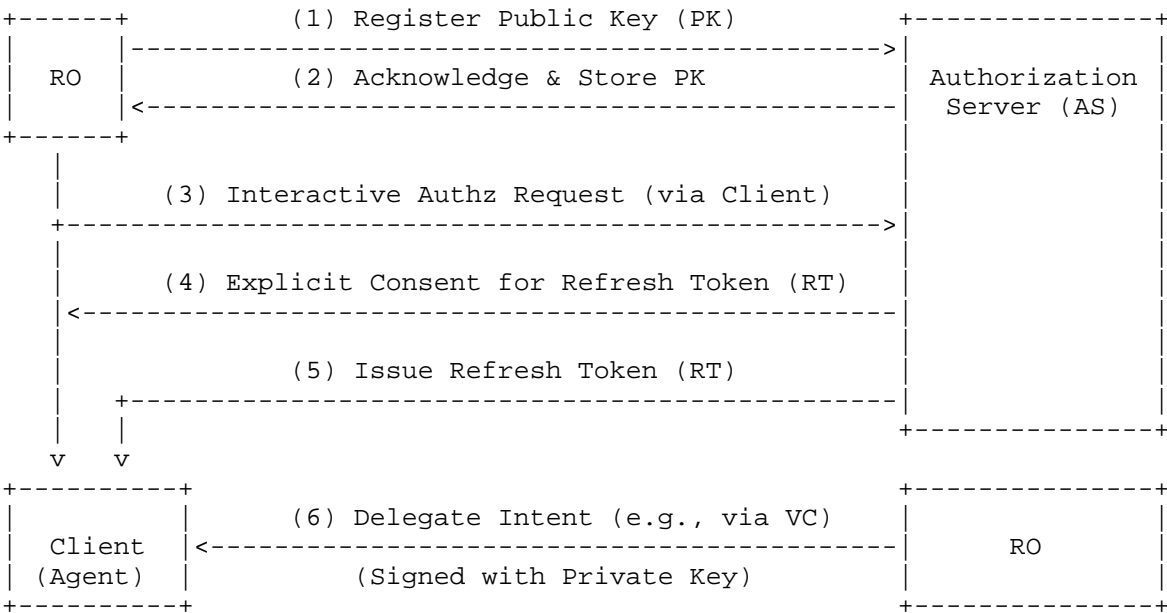 (1) Register Public Key (PK)
RO
(2) Acknowledge & Store PK
Authorization
Server (AS)
(3) Interactive Authz Request (via Client)
(4) Explicit Consent for Refresh Token (RT)
(5) Issue Refresh Token (RT)
v v
(6) Delegate Intent (e.g., via VC)
Client
RO
(Agent)
(Signed with Private Key)